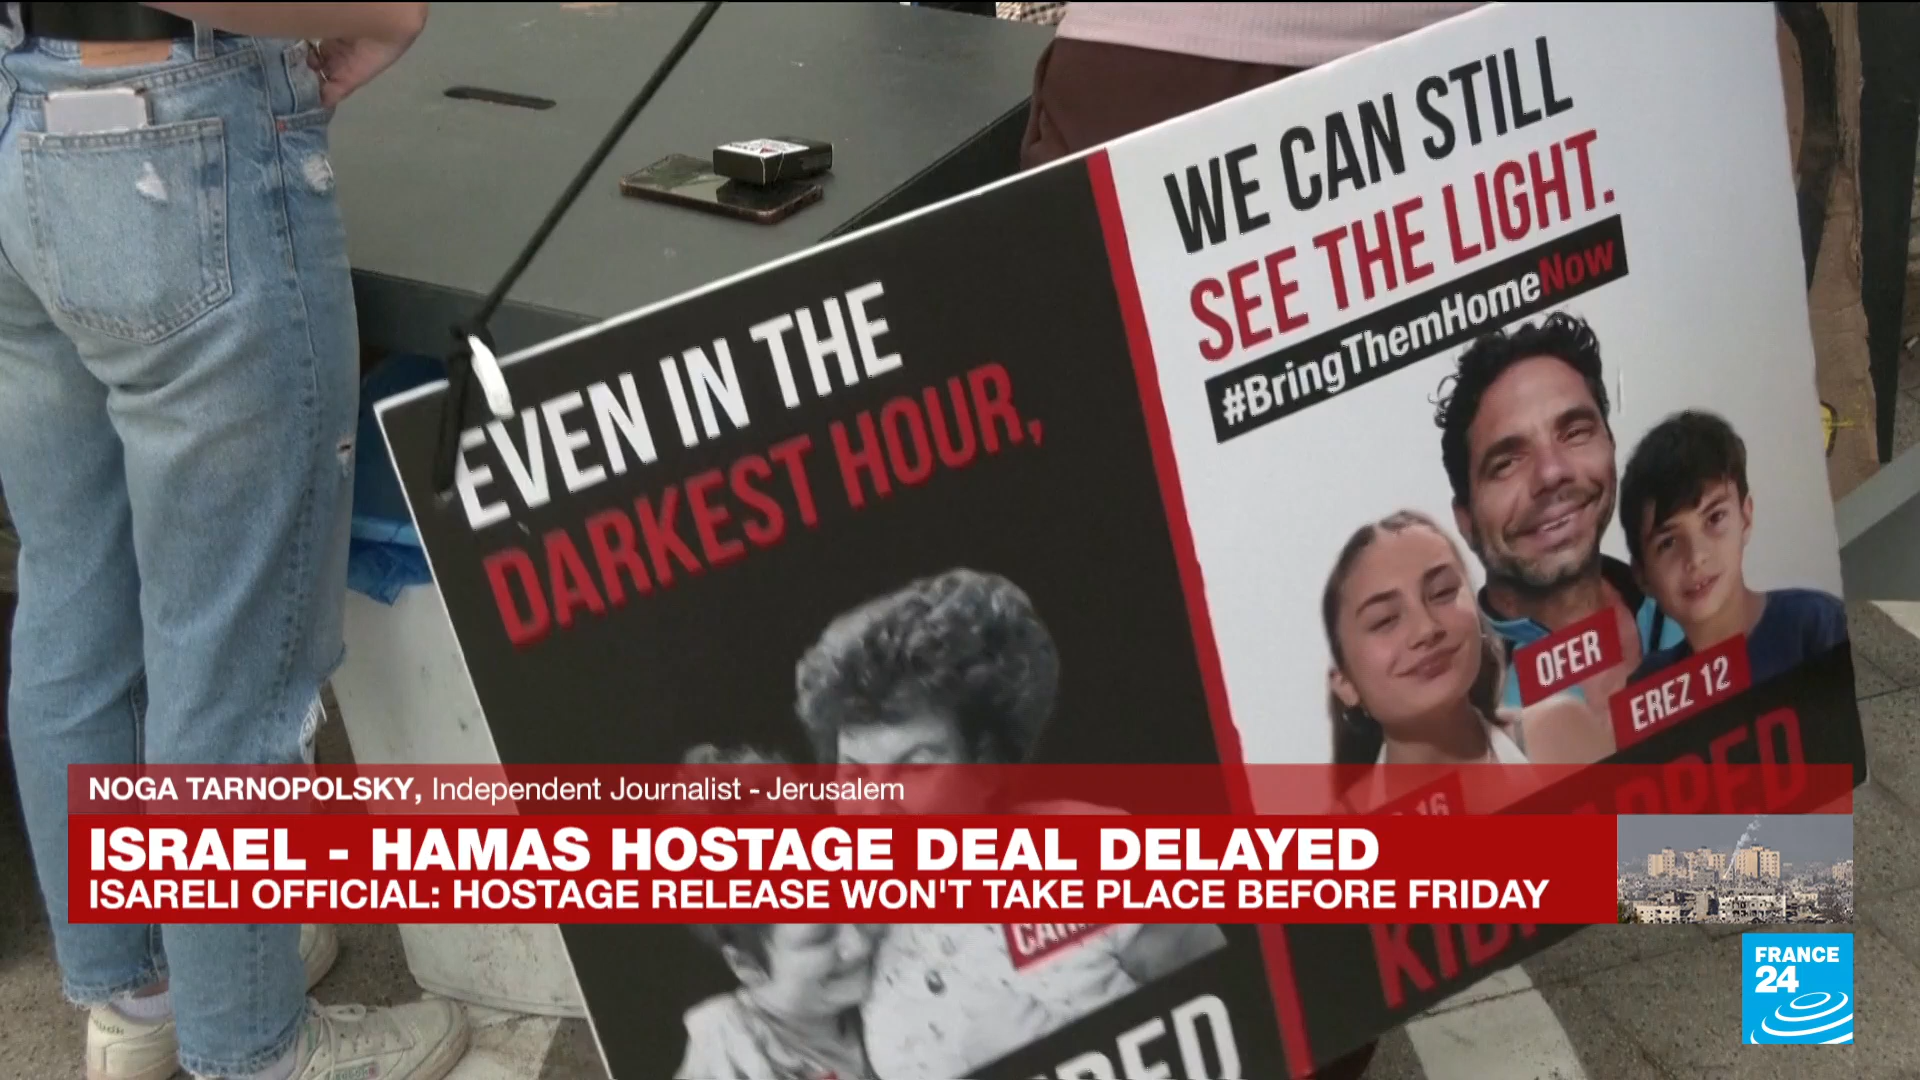 EVEN IN THE
DARKEST HOUR,
WE CAN STILL
SEE THE LIGHT.
#BringThemHomeNow
OFER
EREZ 12
16
NOGA TARNOPOLSKY, Independent Journalist - Jerusalem
ISRAEL - HAMAS HOSTAGE DEAL DELAYED
ISARELI OFFICIAL: HOSTAGE RELEASE WON'T TAKE PLACE BEFORE FRIDAY
FRANCE
24